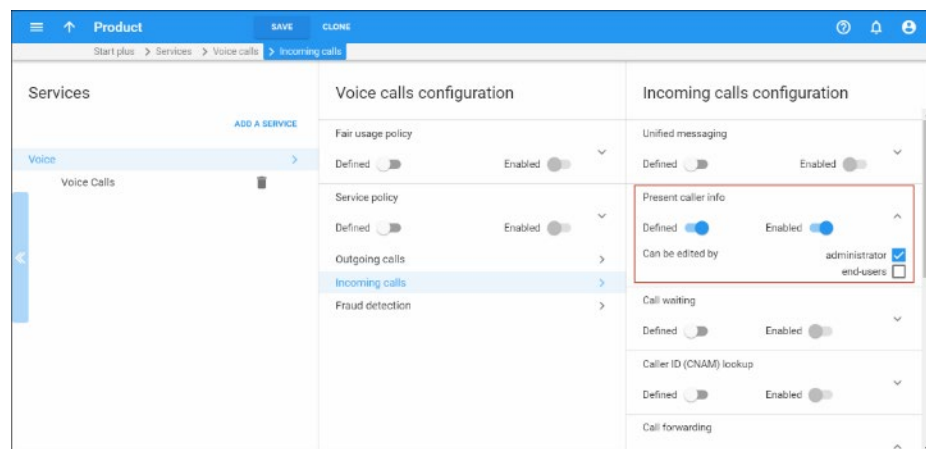 Product SAVE CLONE
Start plus > Services > Voice calls > Incoming calls
Services
ADD A SERVICE
Voice
Voice Calls
Voice calls configuration
Fair usage policy
Defined Enabled
Service policy
Defined Enabled
Outgoing calls
Incoming calls
Fraud detection
Incoming calls configuration
Unified messaging
Defined Enabled
Present caller info
Defined Enabled
Can be edited by administrator
end-users
Call waiting
Defined Enabled
Caller ID (CNAM) lookup
Defined Enabled
Call forwarding